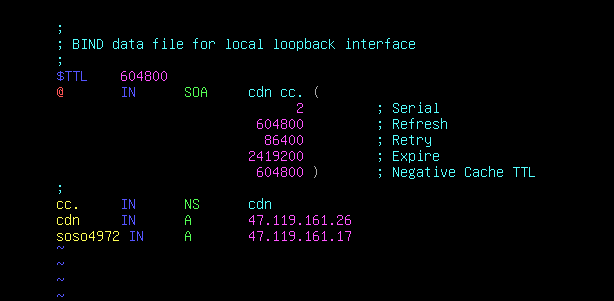 ;
; BIND data file for local loopback interface
;
$TTL    604800
@       IN      SOA     cdn cc. (
                              2         ; Serial
                         604800         ; Refresh
                          86400         ; Retry
                        2419200         ; Expire
                         604800 )       ; Negative Cache TTL
;
cc.     IN      NS      cdn
cdn     IN      A       47.119.161.26
soso4972 IN     A       47.119.161.17
~
~
~
~